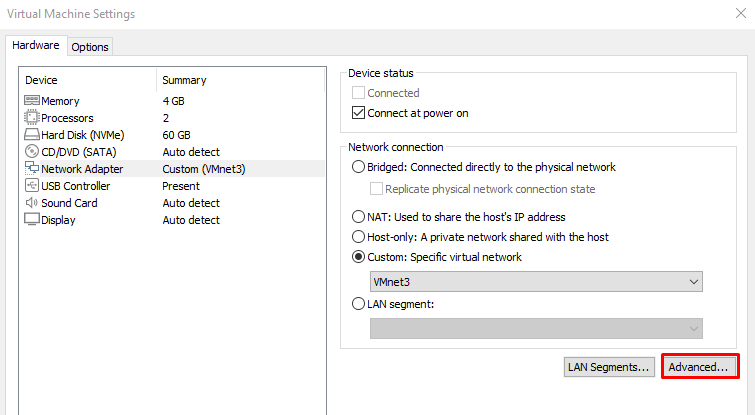 Virtual Machine Settings
Hardware
Options
Device Summary
Memory 4 GB
Processors 2
Hard Disk (NVMe) 60 GB
CD/DVD (SATA) Auto detect
Network Adapter Custom (VMnet3)
USB Controller Present
Sound Card Auto detect
Display Auto detect
Device status
Connected
Connect at power on
Network connection
Bridged: Connected directly to the physical network
Replicate physical network connection state
NAT: Used to share the host's IP address
Host-only: A private network shared with the host
Custom: Specific virtual network
VMnet3
LAN segment:
LAN Segments... Advanced...